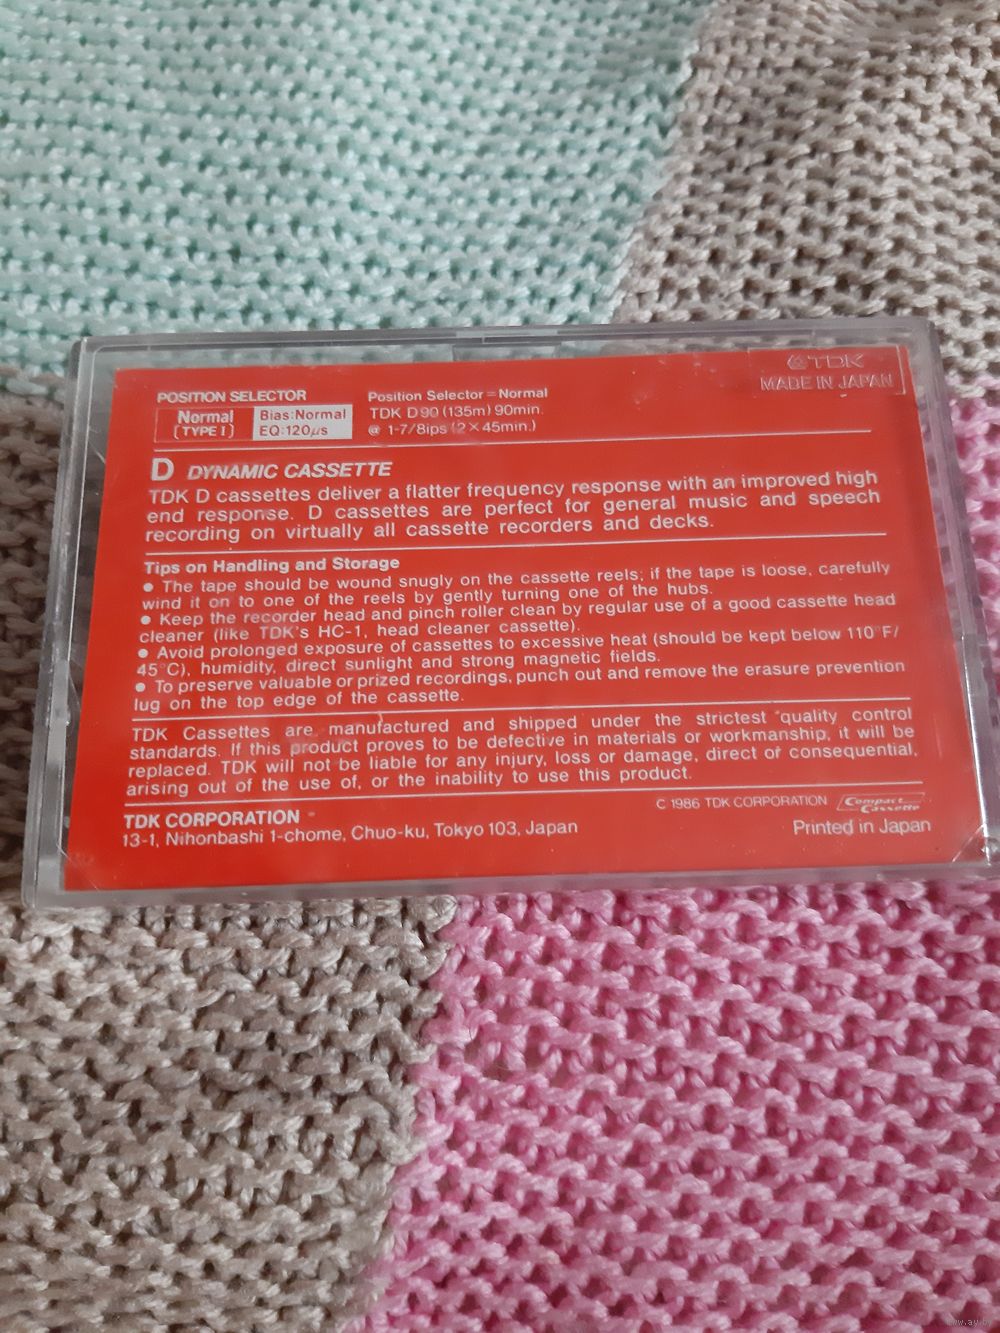 TDK
MADE IN JAPAN
POSITION SELECTOR
Normal
(TYPE I)
Bias:Normal
EQ:120μs
Position Selector = Normal
TDK D90 (135m) 90min.
@ 1-7/8ips (2×45min.)
D DYNAMIC CASSETTE
TDK D cassettes deliver a flatter frequency response with an improved high
end response. D cassettes are perfect for general music and speech
recording on virtually all cassette recorders and decks.
Tips on Handling and Storage
● The tape should be wound snugly on the cassette reels; if the tape is loose, carefully
wind it on to one of the reels by gently turning one of the hubs.
● Keep the recorder head and pinch roller clean by regular use of a good cassette head
cleaner (like TDK's HC-1, head cleaner cassette).
● Avoid prolonged exposure of cassettes to excessive heat (should be kept below 110°F/
45°C), humidity, direct sunlight and strong magnetic fields.
● To preserve valuable or prized recordings, punch out and remove the erasure prevention
lug on the top edge of the cassette.
TDK Cassettes are manufactured and shipped under the strictest quality control
standards. If this product proves to be defective in materials or workmanship, it will be
replaced. TDK will not be liable for any injury, loss or damage, direct or consequential,
arising out of the use of, or the inability to use this product.
TDK CORPORATION
13-1, Nihonbashi 1-chome, Chuo-ku, Tokyo 103, Japan
C 1986 TDK CORPORATION
Compact
Cassette
Printed in Japan
www.ay.by